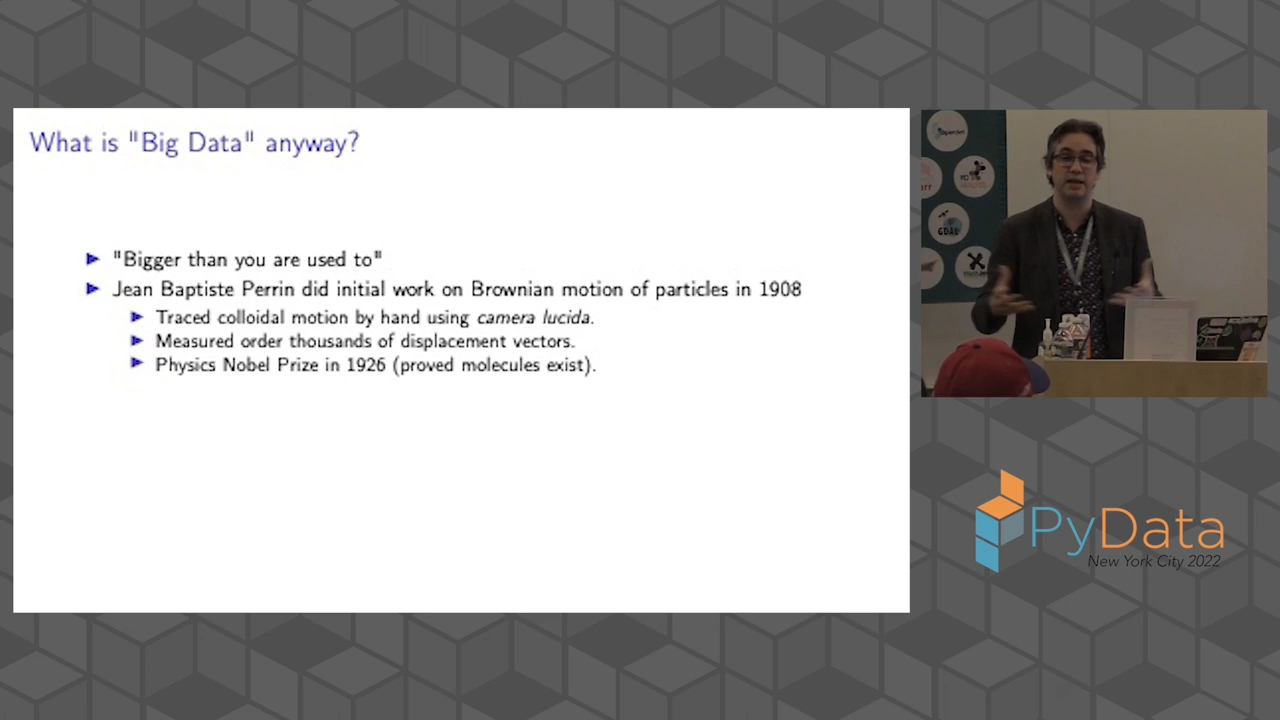 What is "Big Data" anyway?
"Bigger than you are used to"
Jean Baptiste Perrin did initial work on Brownian motion of particles in 1908
Traced colloidal motion by hand using camera lucida.
Measured order thousands of displacement vectors.
Physics Nobel Prize in 1926 (proved molecules exist).
GDAL
PyData
New York City 2022